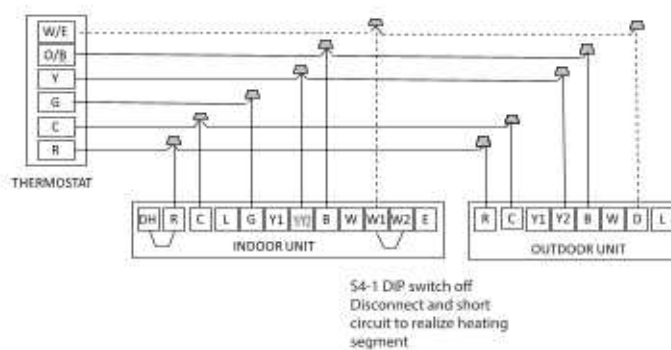 W/E
O/B
Y
G
C
R
THERMOSTAT
DH R C L G Y1 Y/Y2 B W W1 W2 E
INDOOR UNIT
R C Y1 Y2 B W D L
OUTDOOR UNIT
S4-1 DIP switch off
Disconnect and short
circuit to realize heating
segment